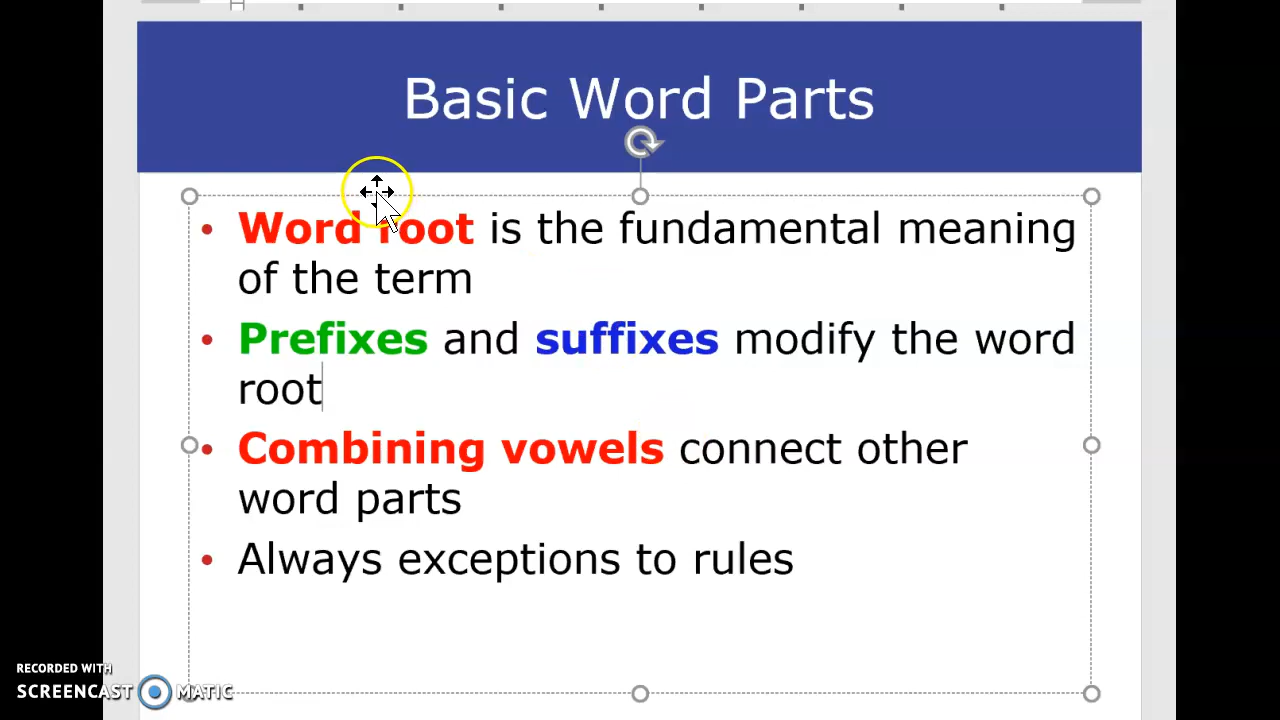 Basic Word Parts
• Word root is the fundamental meaning
of the term
• Prefixes and suffixes modify the word
root
• Combining vowels connect other
word parts
• Always exceptions to rules
RECORDED WITH
SCREENCAST MATIC